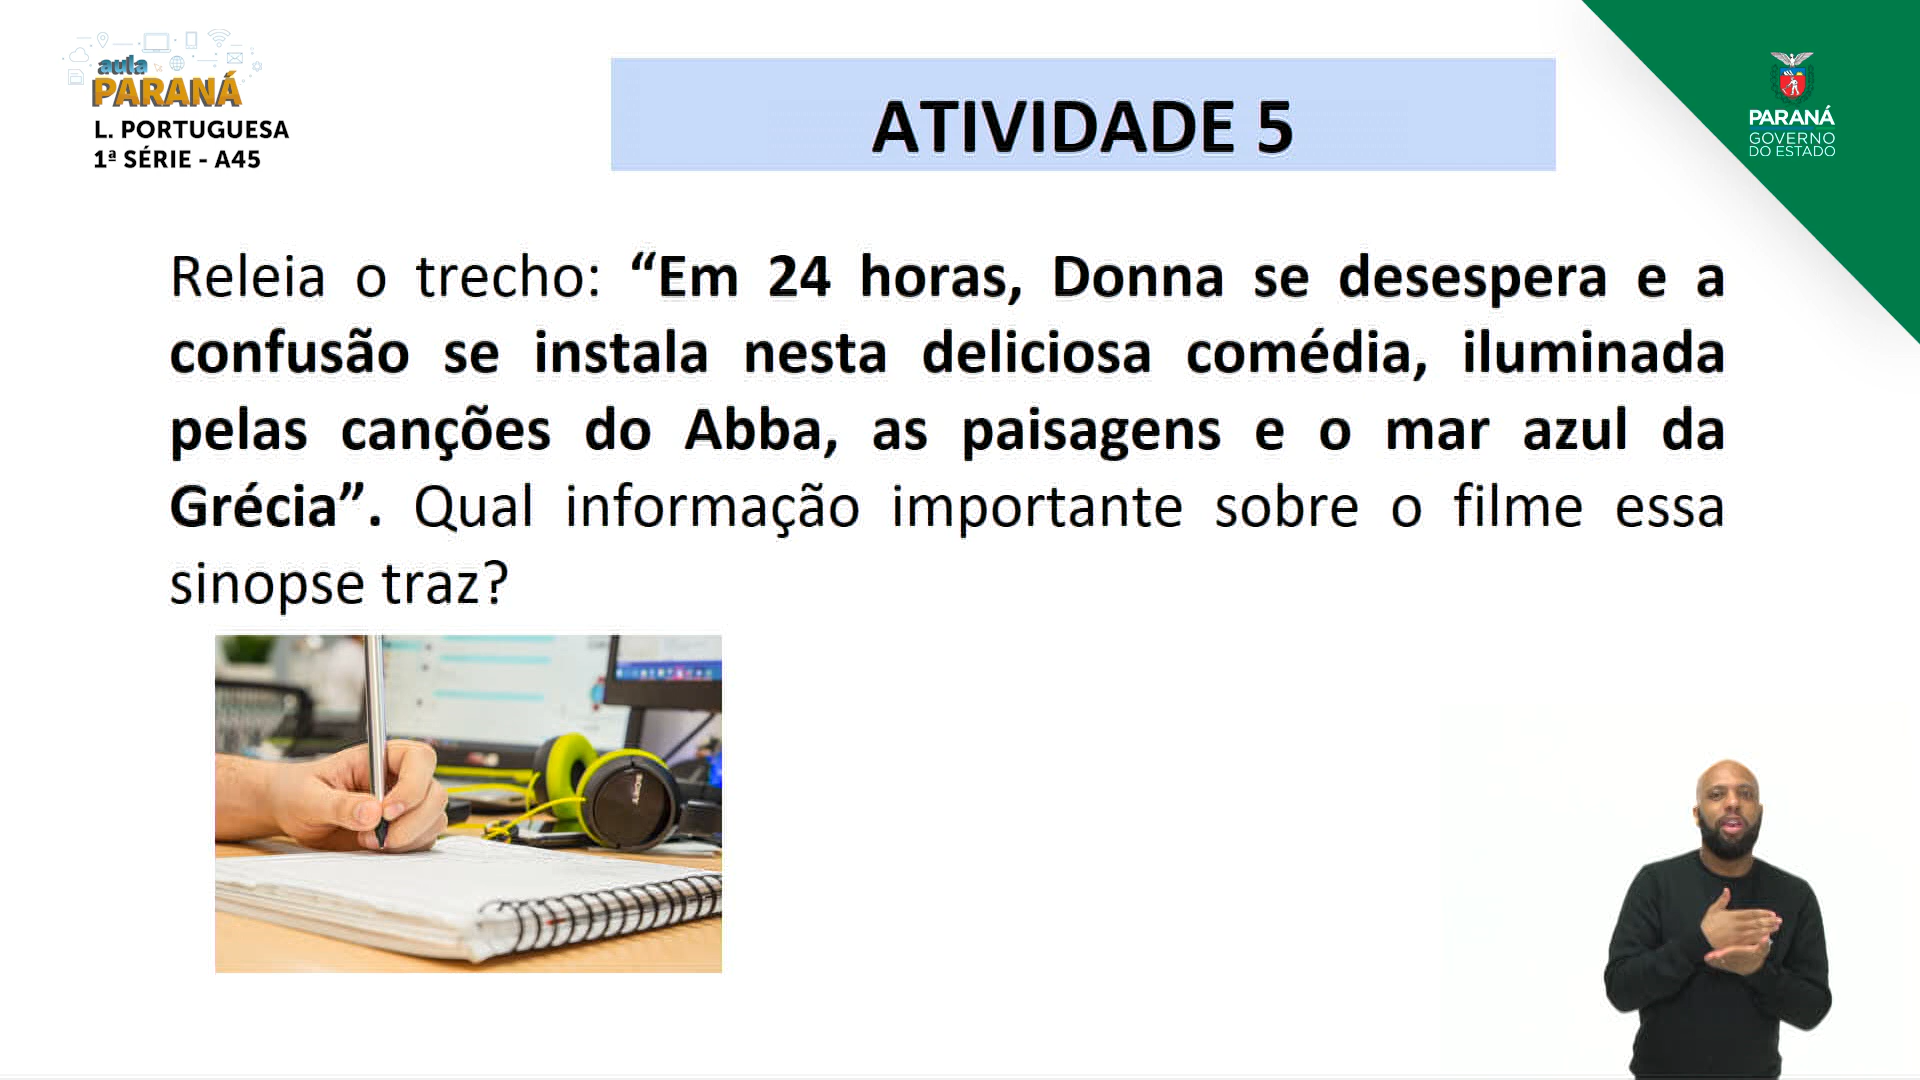 aula
PARANÁ
L. PORTUGUESA
1ª SÉRIE - A45
ATIVIDADE 5
PARANÁ
GOVERNO
DO ESTADO
Releia o trecho: “Em 24 horas, Donna se desespera e a
confusão se instala nesta deliciosa comédia, iluminada
pelas canções do Abba, as paisagens e o mar azul da
Grécia”. Qual informação importante sobre o filme essa
sinopse traz?
SONY